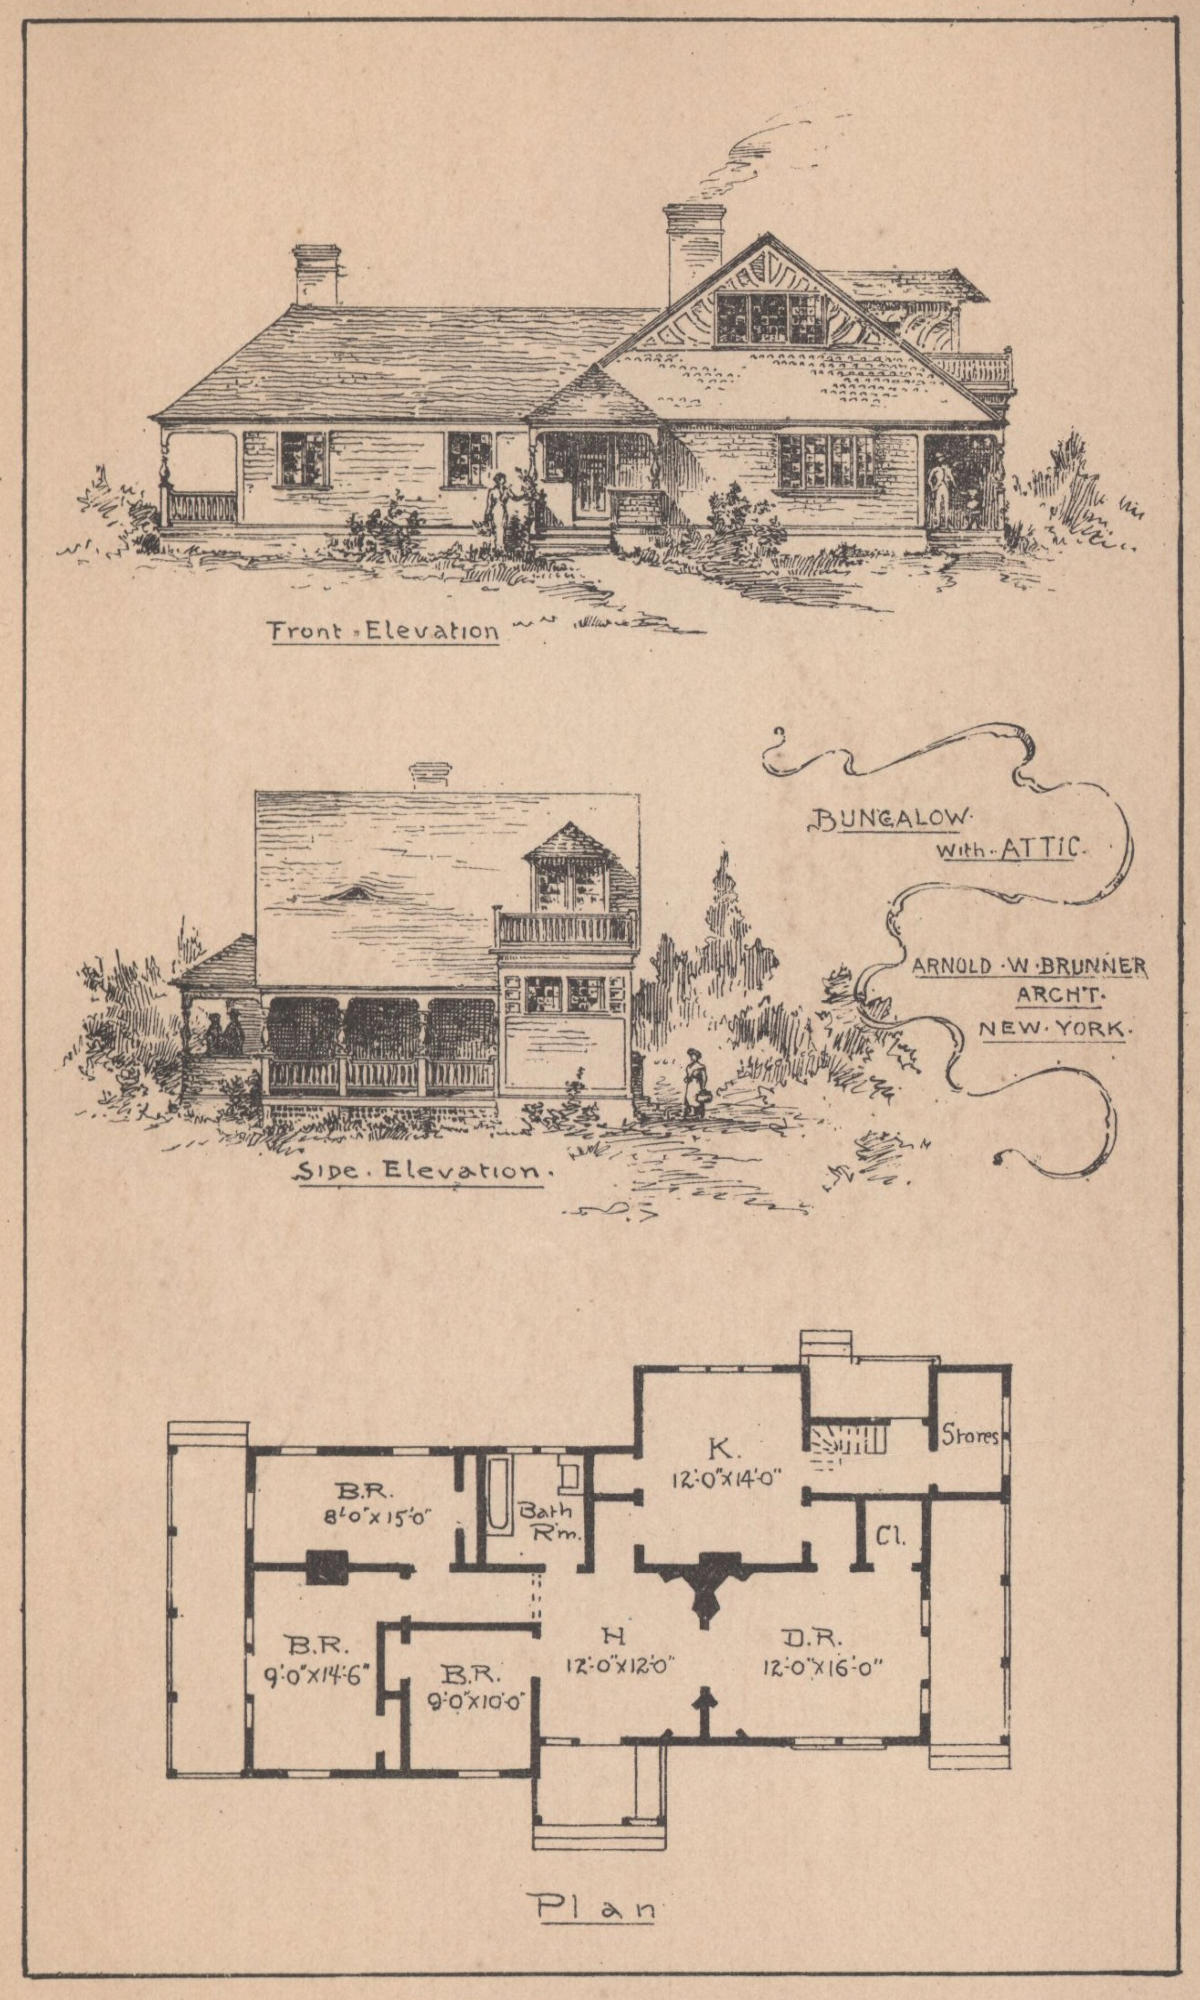 Front · Elevation
BUNGALOW·
with · ATTIC·
ARNOLD · W · BRUNNER
ARCH'T·
NEW · YORK ·
Side · Elevation ·
K.
12'·0"x14'·0"
Stores
B.R.
8'·0"x15'·0"
Bath
R'm.
Cl.
B.R.
9'·0"x14'·6"
B.R.
9'·0"x10'·0"
H
12'·0"x12'·0"
D.R.
12'·0"x16'·0"
Plan